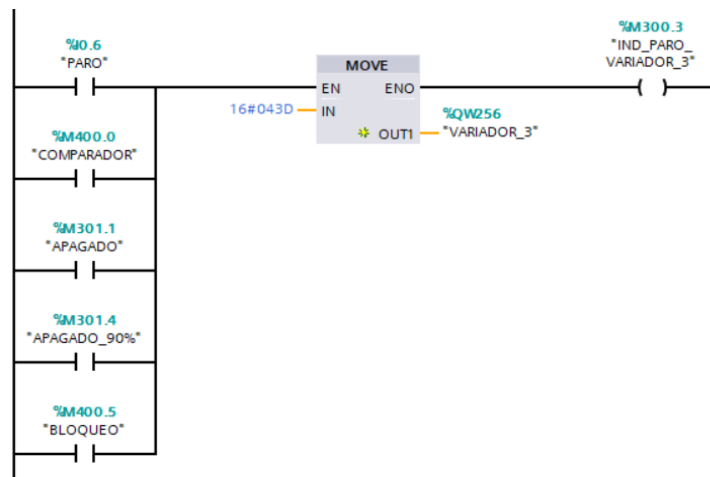 %I0.6
"PARO"
%M400.0
"COMPARADOR"
%M301.1
"APAGADO"
%M301.4
"APAGADO_90%"
%M400.5
"BLOQUEO"
MOVE
EN ENO
16#043D IN
OUT1
%QW256
"VARIADOR_3"
%M300.3
"IND_PARO_
VARIADOR_3"